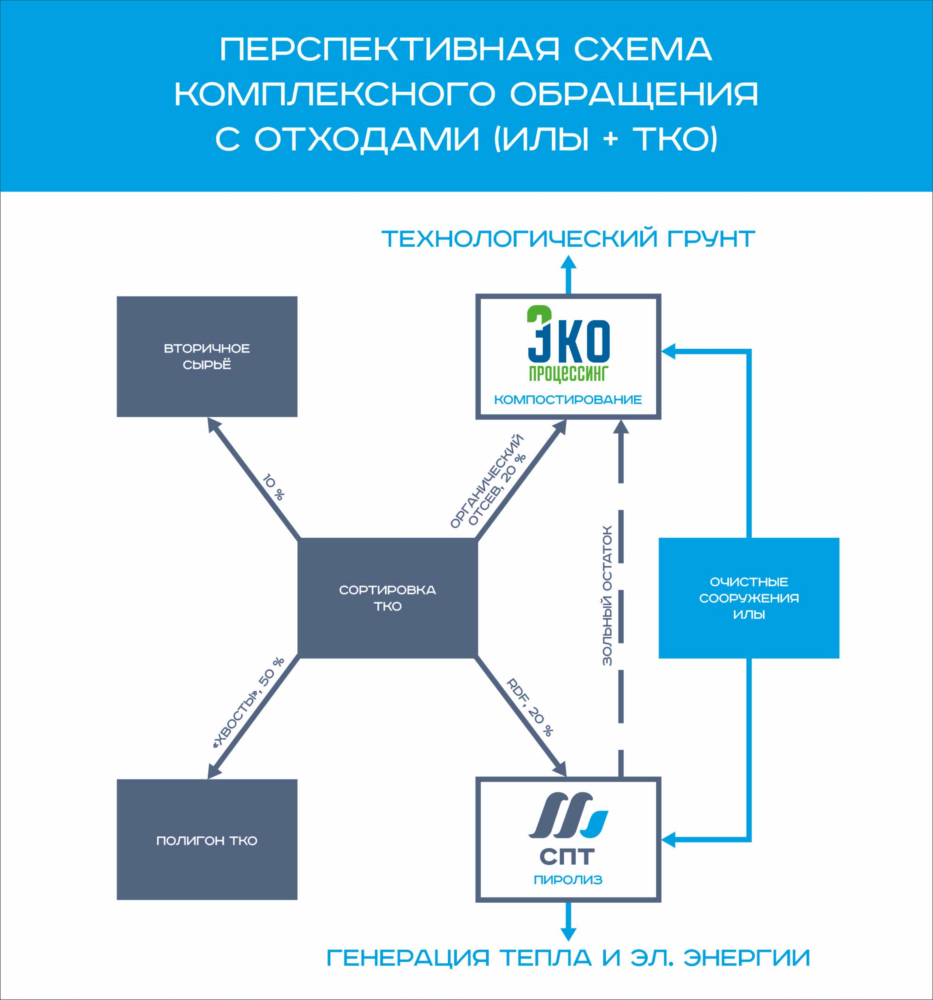 ПЕРСПЕКТИВНАЯ СХЕМА
КОМПЛЕКСНОГО ОБРАЩЕНИЯ
С ОТХОДАМИ (ИЛЫ + ТКО)
ТЕХНОЛОГИЧЕСКИЙ ГРУНТ
ВТОРИЧНОЕ
СЫРЬЁ
ЭКО
ПРОЦЕССИНГ
КОМПОСТИРОВАНИЕ
10 %
ОРГАНИЧЕСКИЙ
ОТСЕВ, 20 %
СОРТИРОВКА
ТКО
ЗОЛЬНЫЙ ОСТАТОК
ОЧИСТНЫЕ
СООРУЖЕНИЯ
ИЛЫ
«ХВОСТЫ», 50 %
RDF, 20 %
ПОЛИГОН ТКО
СПТ
ПИРОЛИЗ
ГЕНЕРАЦИЯ ТЕПЛА И ЭЛ. ЭНЕРГИИ